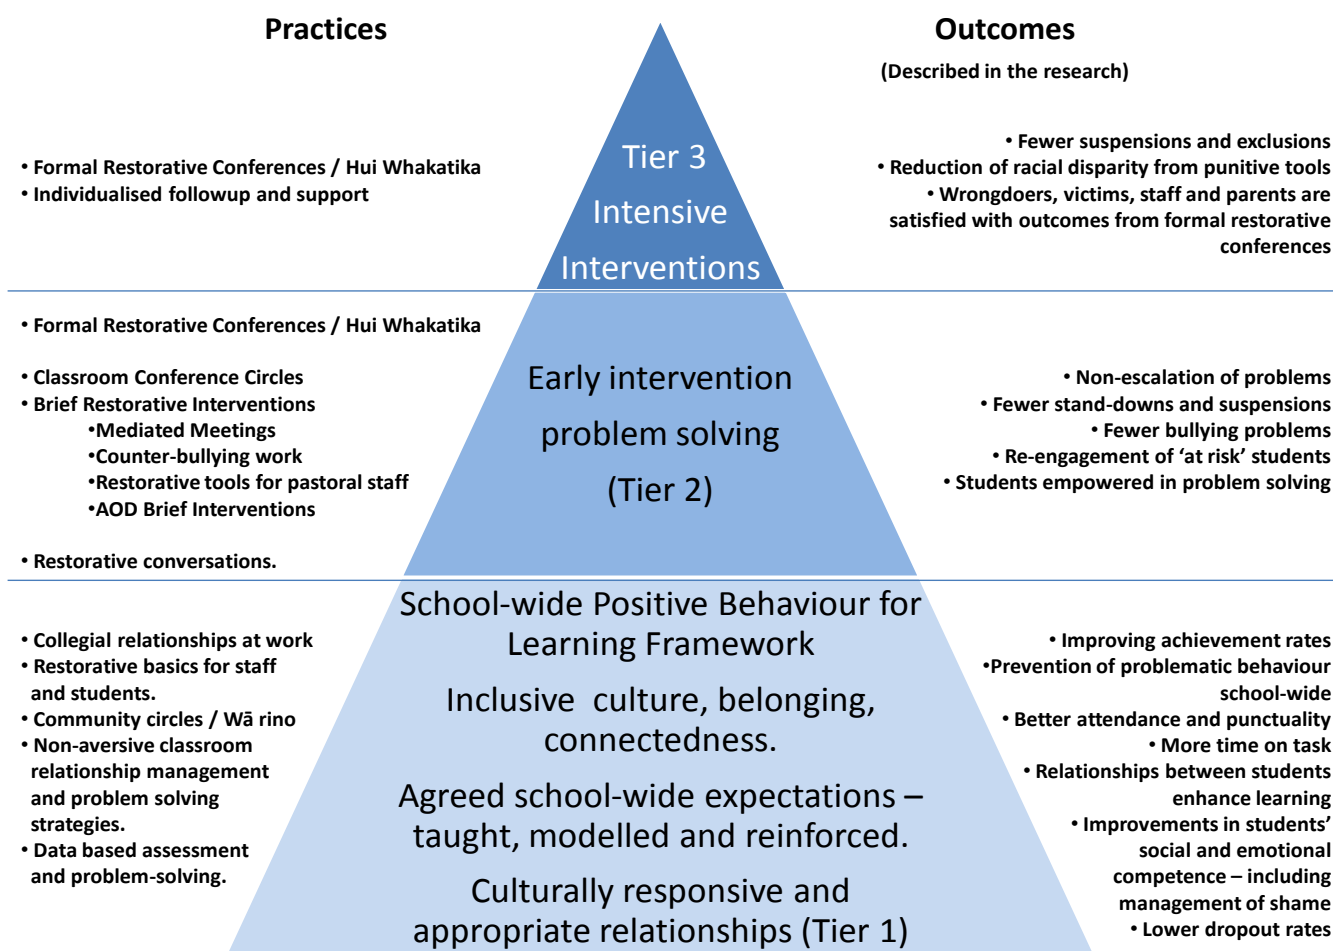 Practices
Outcomes
(Described in the research)
• Formal Restorative Conferences / Hui Whakatika
• Individualised followup and support
Tier 3
Intensive
Interventions
• Fewer suspensions and exclusions
• Reduction of racial disparity from punitive tools
• Wrongdoers, victims, staff and parents are
satisfied with outcomes from formal restorative
conferences
• Formal Restorative Conferences / Hui Whakatika
• Classroom Conference Circles
• Brief Restorative Interventions
•Mediated Meetings
•Counter-bullying work
•Restorative tools for pastoral staff
•AOD Brief Interventions
• Restorative conversations.
Early intervention
problem solving
(Tier 2)
• Non-escalation of problems
• Fewer stand-downs and suspensions
• Fewer bullying problems
• Re-engagement of ‘at risk’ students
• Students empowered in problem solving
• Collegial relationships at work
• Restorative basics for staff
and students.
• Community circles / Wā rino
• Non-aversive classroom
relationship management
and problem solving
strategies.
• Data based assessment
and problem-solving.
School-wide Positive Behaviour for
Learning Framework
Inclusive culture, belonging,
connectedness.
Agreed school-wide expectations –
taught, modelled and reinforced.
Culturally responsive and
appropriate relationships (Tier 1)
• Improving achievement rates
•Prevention of problematic behaviour
school-wide
• Better attendance and punctuality
• More time on task
• Relationships between students
enhance learning
• Improvements in students’
social and emotional
competence – including
management of shame
• Lower dropout rates